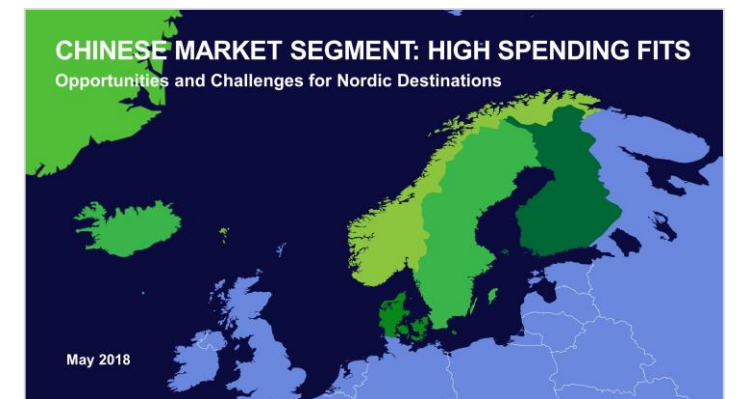 CHINESE MARKET SEGMENT: HIGH SPENDING FITS
Opportunities and Challenges for Nordic Destinations
May 2018